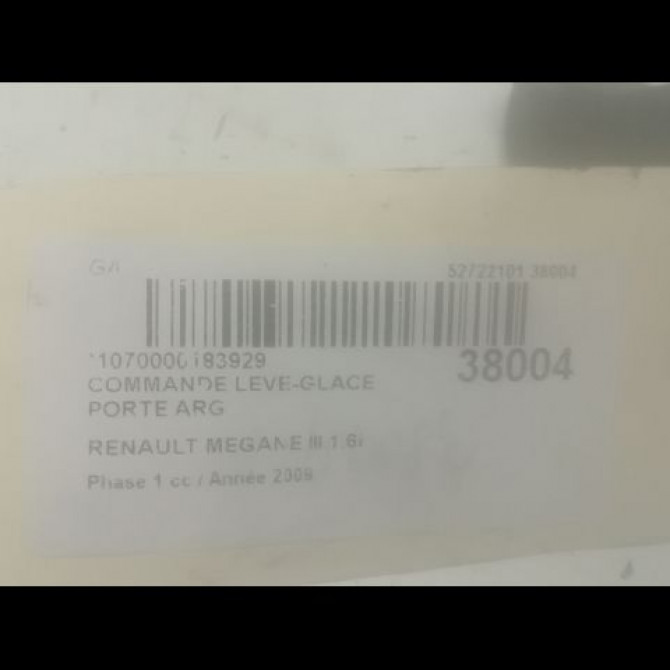 GA 52722101 38004
*1070000183929 38004
COMMANDE LEVE-GLACE
PORTE ARG
RENAULT MEGANE III 1.6i
Phase 1 cc / Année 2009